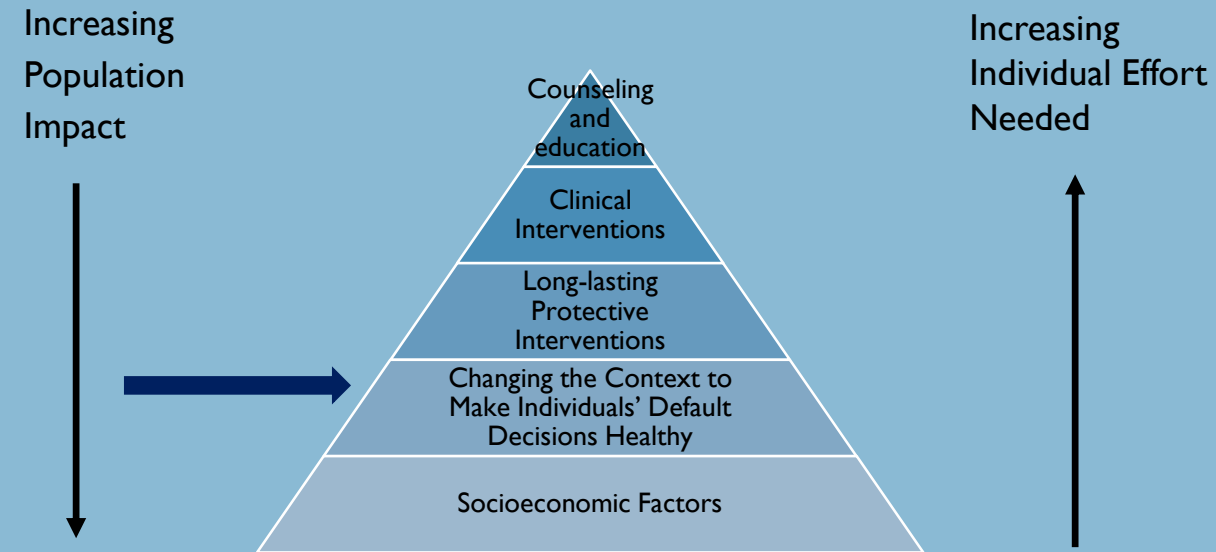 Increasing
Population
Impact
Increasing
Individual Effort
Needed
Counseling
and
education
Clinical
Interventions
Long-lasting
Protective
Interventions
Changing the Context to
Make Individuals’ Default
Decisions Healthy
Socioeconomic Factors